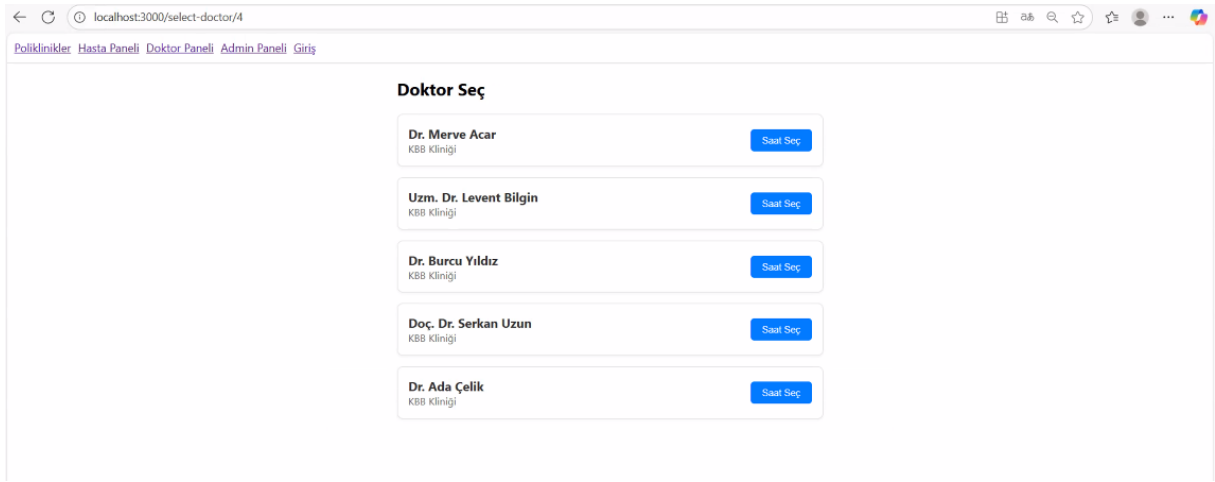 localhost:3000/select-doctor/4
Poliklinikler Hasta Paneli Doktor Paneli Admin Paneli Giriş
Doktor Seç
Dr. Merve Acar
KBB Kliniği
Saat Seç
Uzm. Dr. Levent Bilgin
KBB Kliniği
Saat Seç
Dr. Burcu Yıldız
KBB Kliniği
Saat Seç
Doç. Dr. Serkan Uzun
KBB Kliniği
Saat Seç
Dr. Ada Çelik
KBB Kliniği
Saat Seç